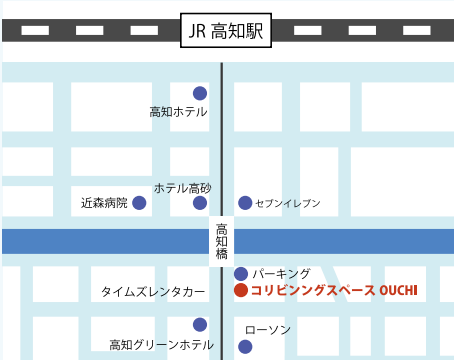 JR 高知駅
高知ホテル
ホテル高砂
近森病院
セブンイレブン
高知橋
パーキング
コリビンングスペース OUCHI
タイムズレンタカー
ローソン
高知グリーンホテル